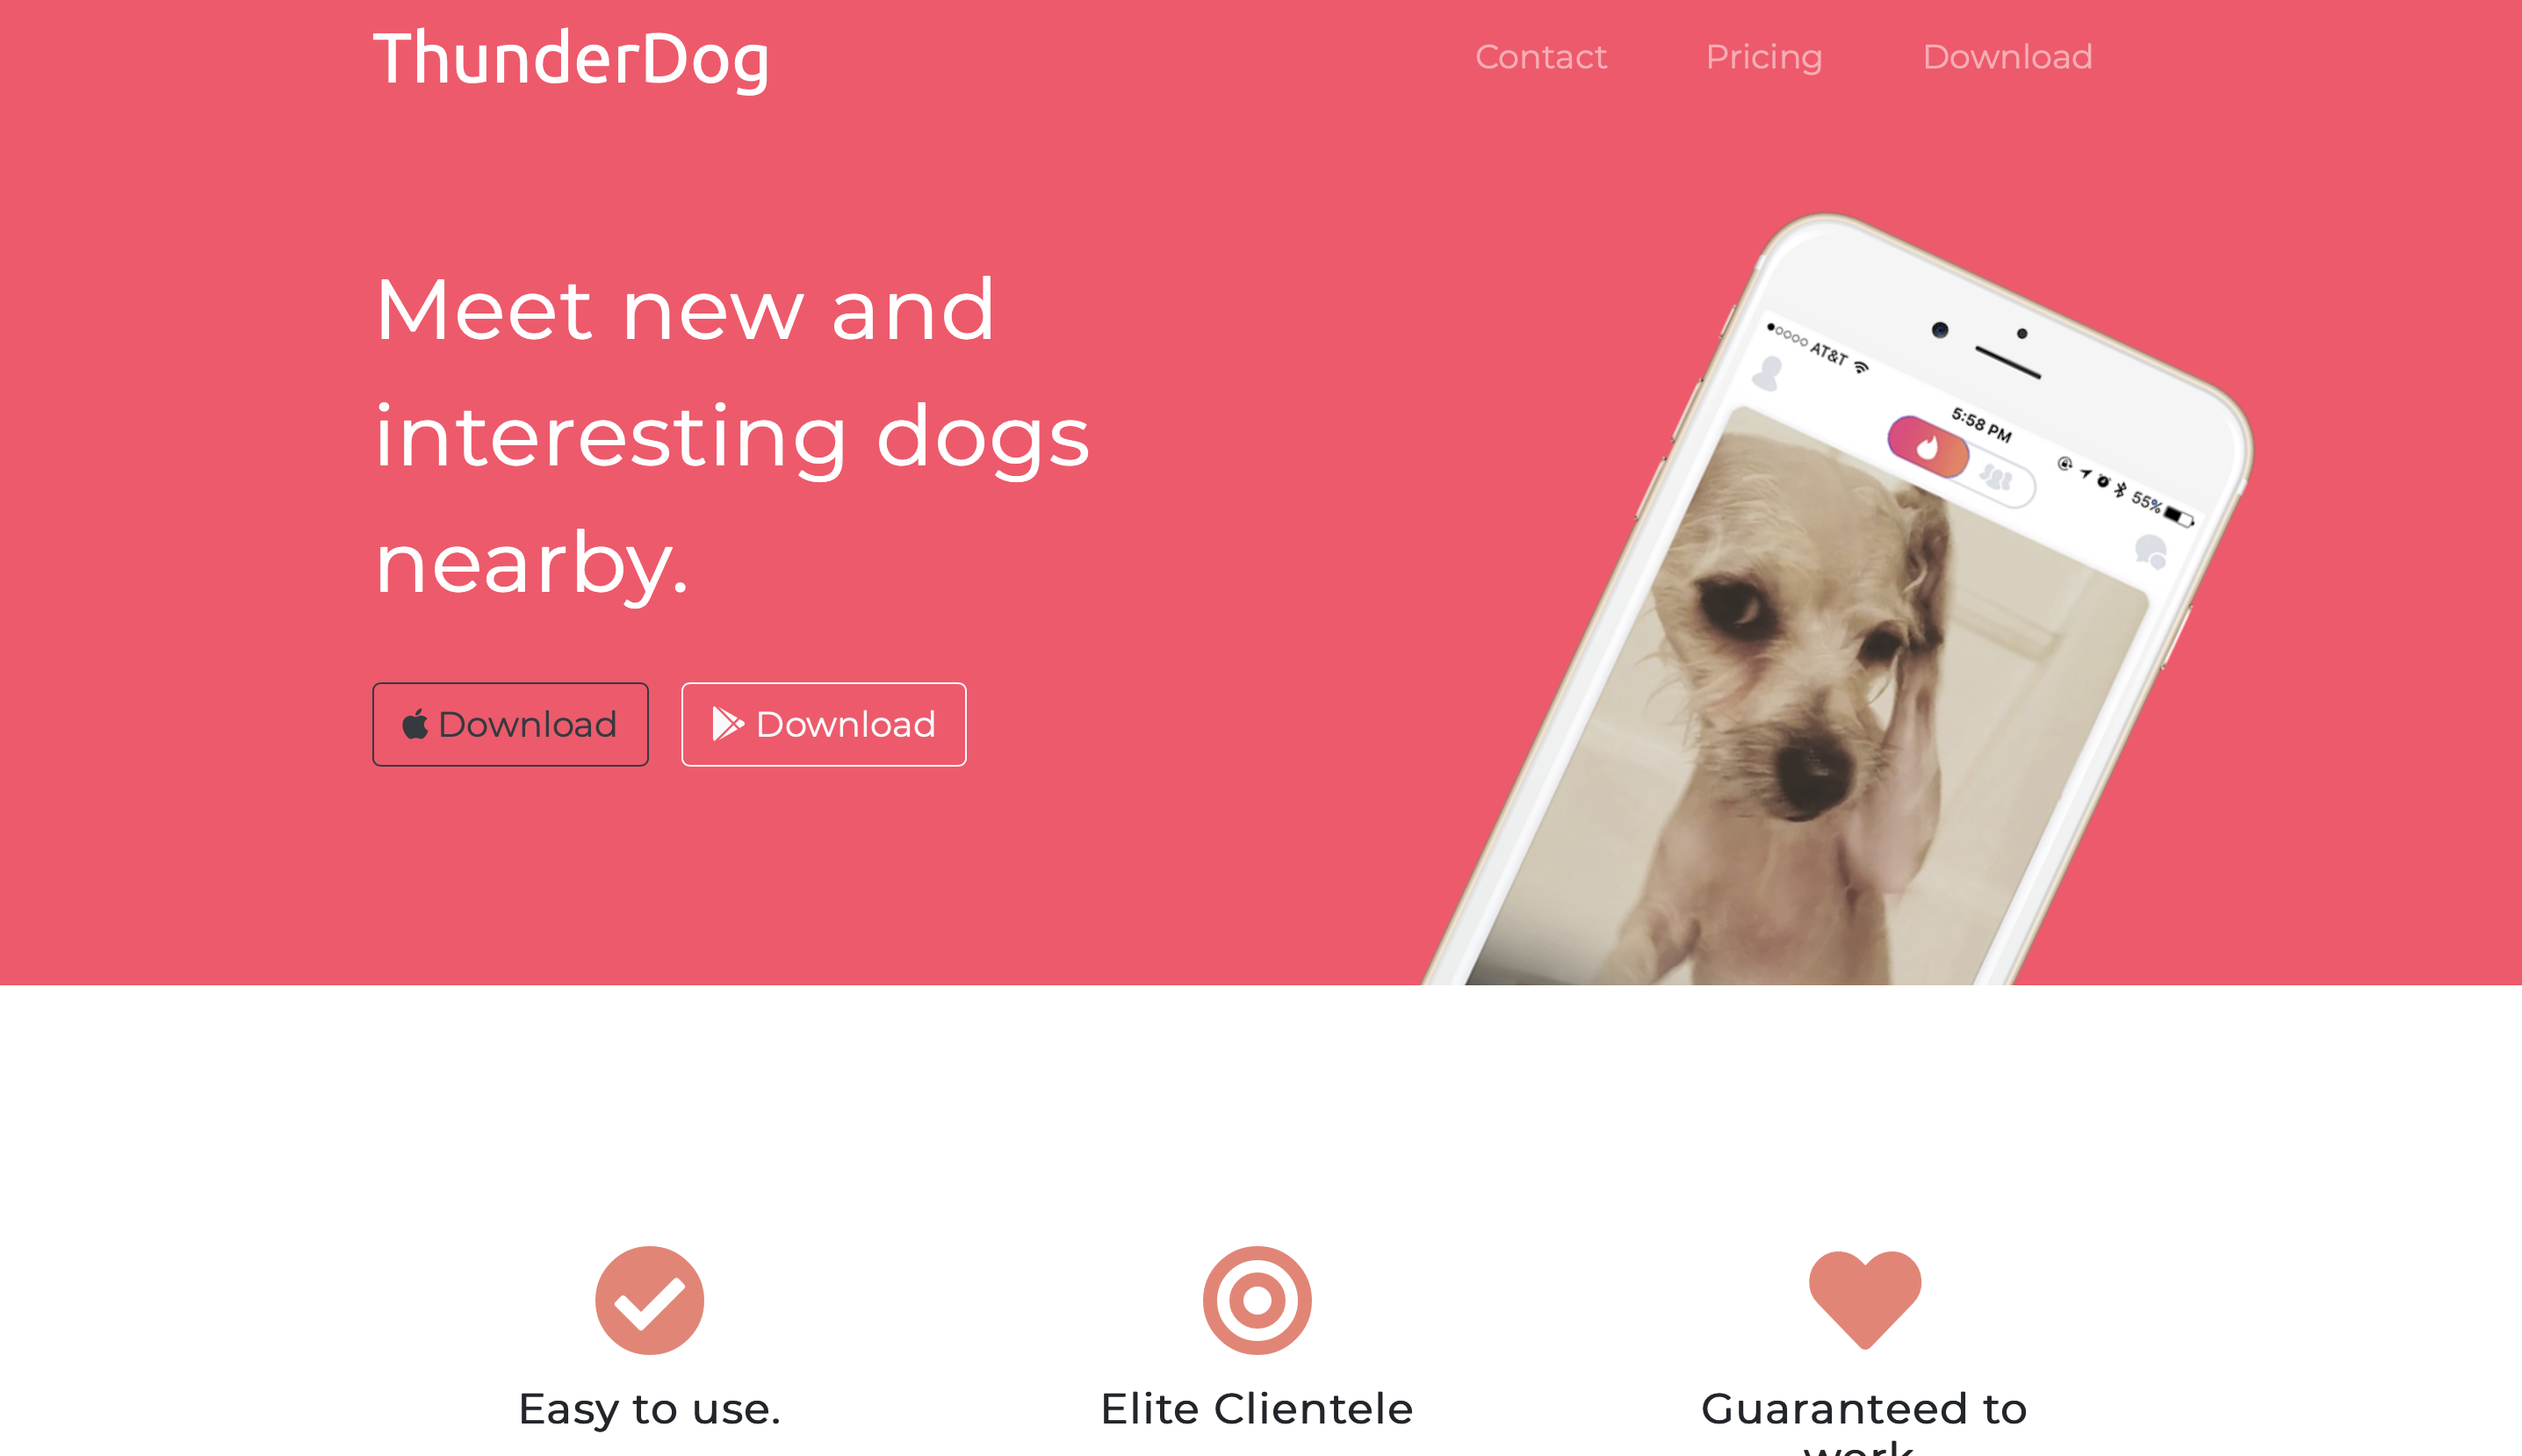 ThunderDog
Contact
Pricing
Download
Meet new and
interesting dogs
nearby.
Download
Download
AT&T
5:58 PM
55%
Easy to use.
Elite Clientele
Guaranteed to
work